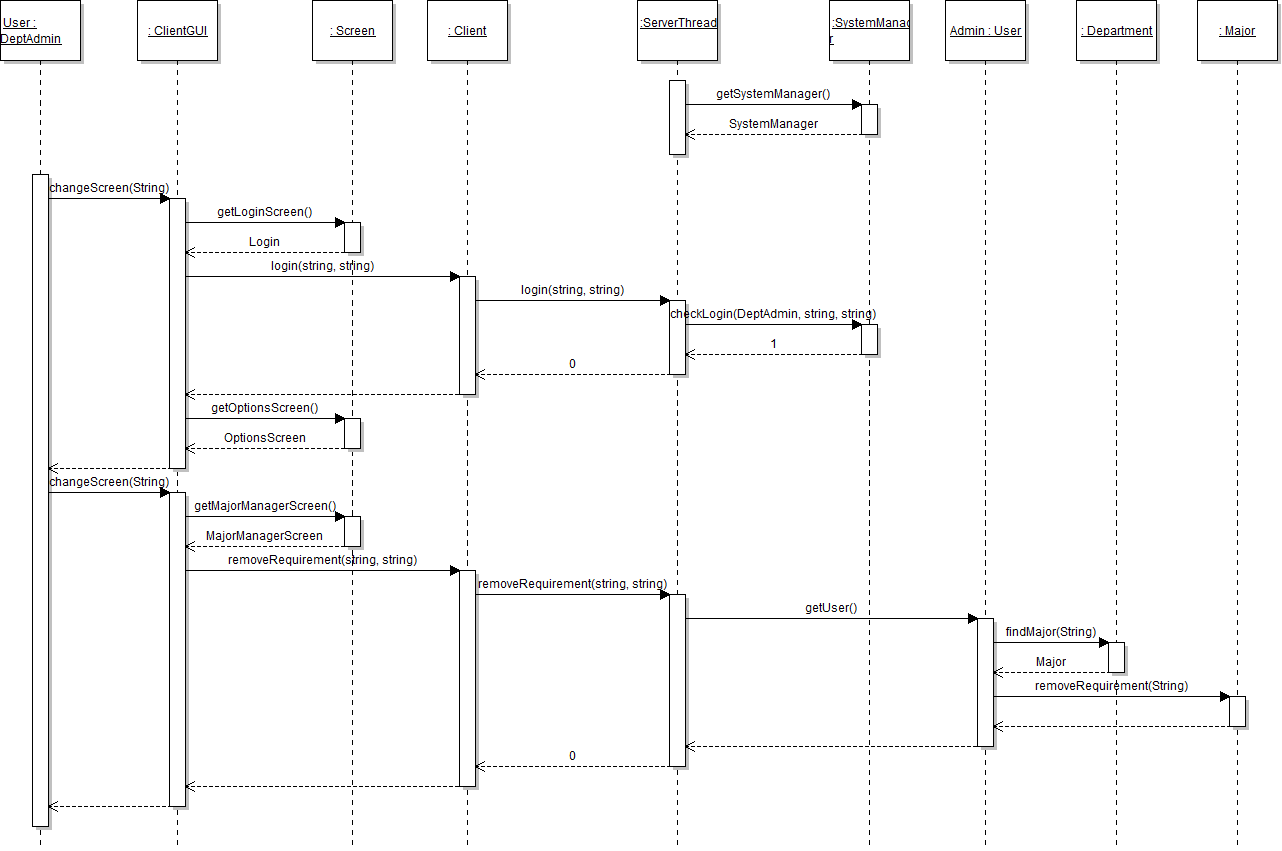 User :
DeptAdmin
: ClientGUI
: Screen
: Client
:ServerThread
:SystemManag
r
Admin : User
: Department
: Major
getSystemManager()
SystemManager
changeScreen(String)
getLoginScreen()
Login
login(string, string)
login(string, string)
checkLogin(DeptAdmin, string, string)
1
0
getOptionsScreen()
OptionsScreen
changeScreen(String)
getMajorManagerScreen()
MajorManagerScreen
removeRequirement(string, string)
removeRequirement(string, string)
getUser()
findMajor(String)
Major
removeRequirement(String)
0